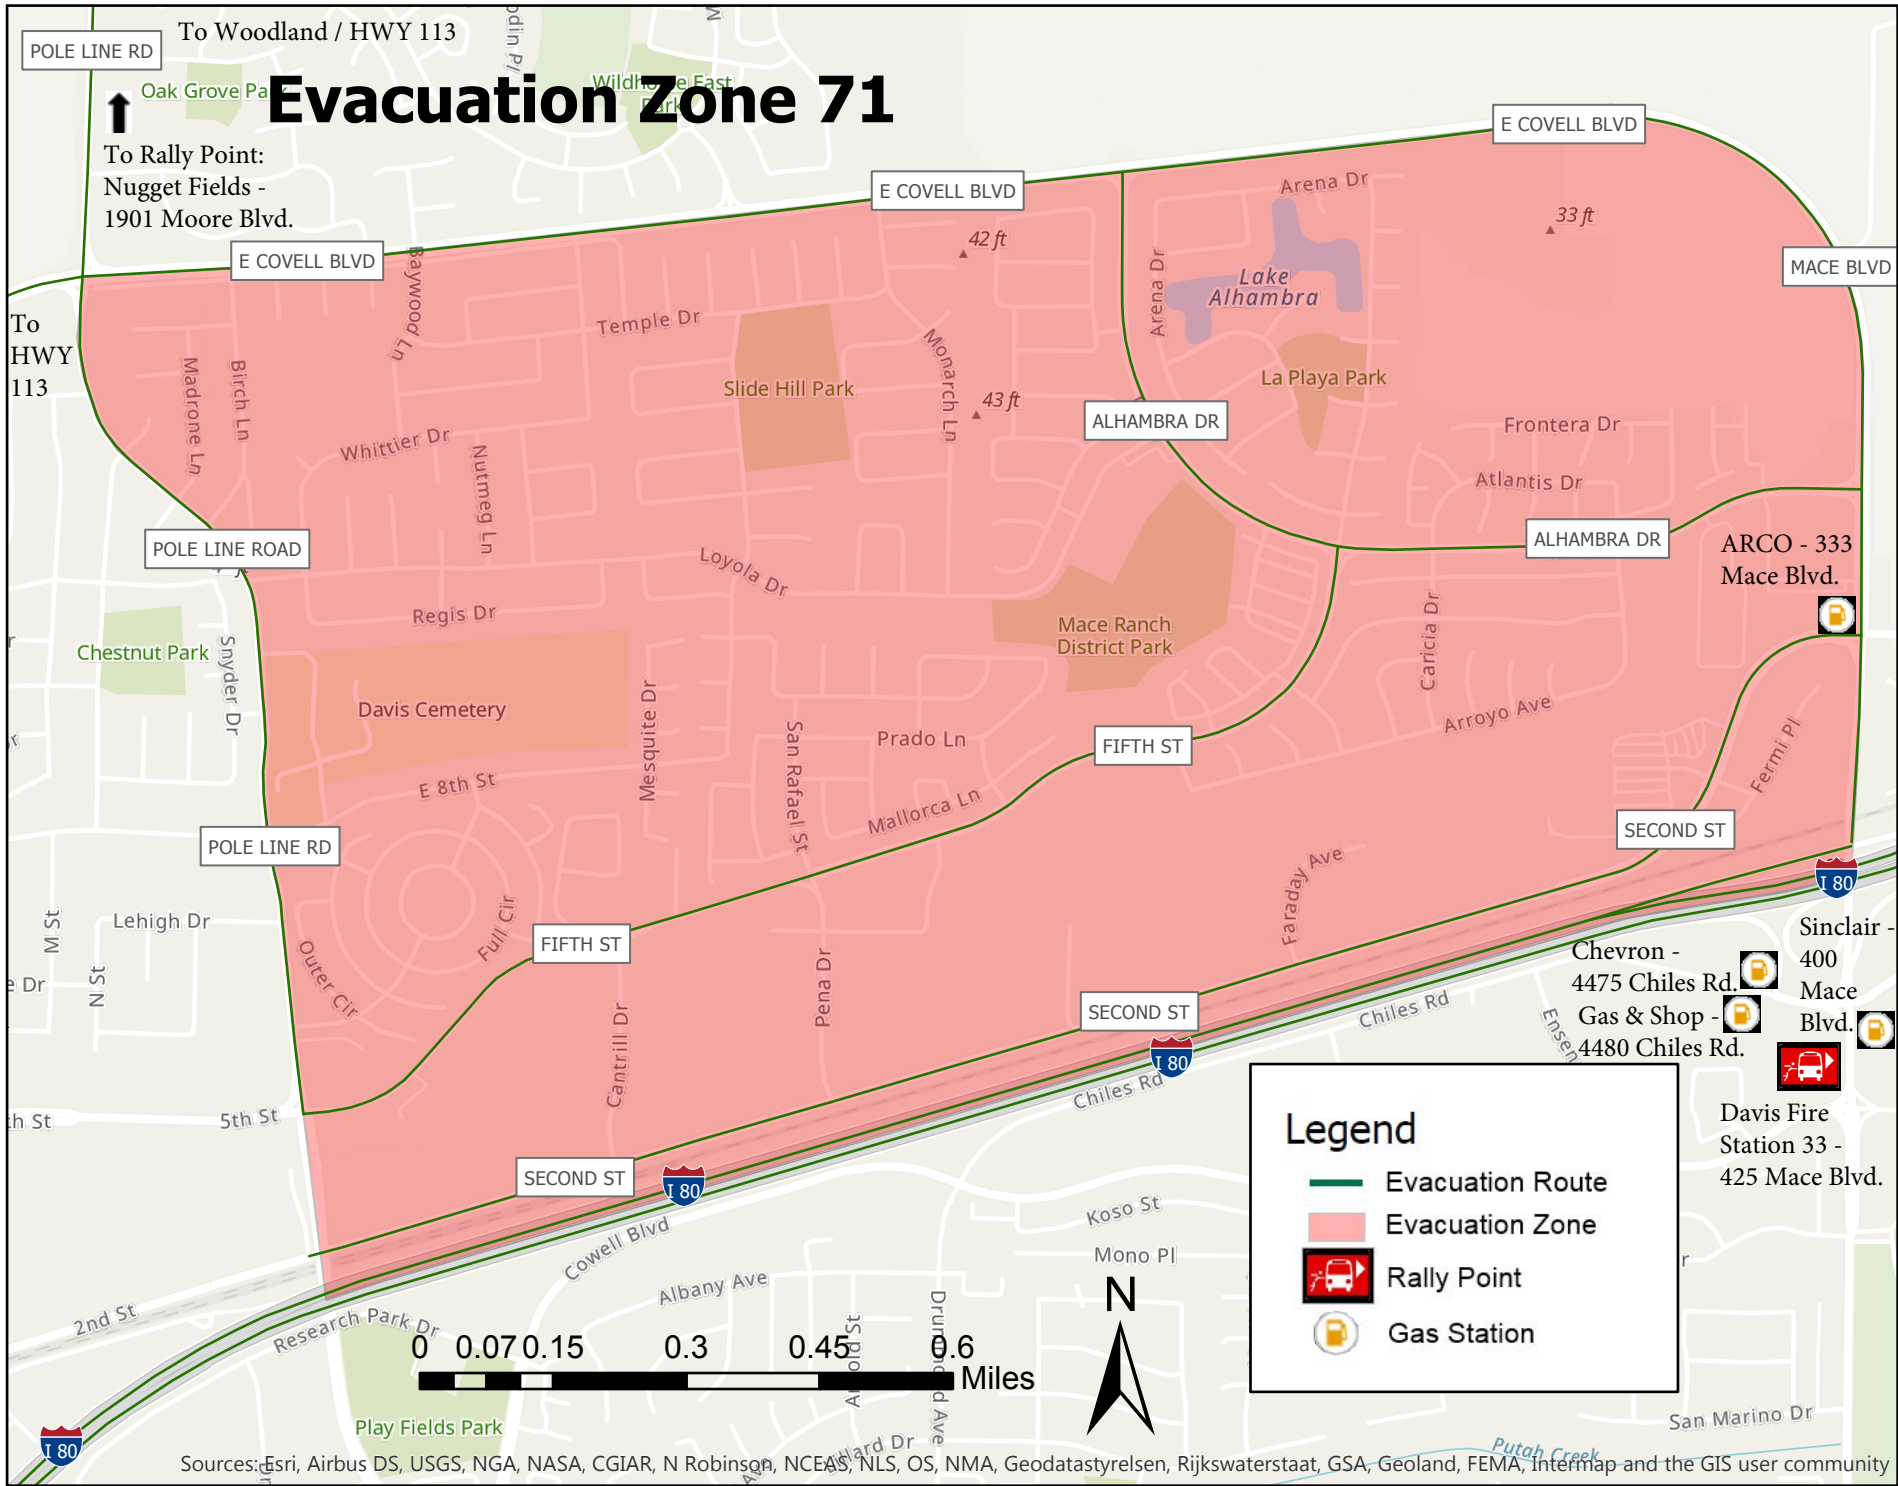 POLE LINE RD
To Woodland / HWY 113
Oak Grove
Evacuation Zone 71
E COVELL BLVD
To Rally Point:
Nugget Fields -
1901 Moore Blvd.
E COVELL BLVD
Arena Dr
33 ft
E COVELL BLVD
42 ft
MACE BLVD
Baywood Ln
Arena Dr
Lake
Alhambra
To
HWY
113
Temple Dr
Madrone Ln
Birch Ln
Slide Hill Park
Monarch Ln
43 ft
La Playa Park
ALHAMBRA DR
Frontera Dr
Whittier Dr
Nutmeg Ln
Atlantis Dr
POLE LINE ROAD
ALHAMBRA DR
ARCO - 333
Mace Blvd.
Loyola Dr
Regis Dr
Mace Ranch
District Park
Caricia Dr
Chestnut Park
Snyder Dr
Davis Cemetery
Mesquite Dr
San Rafael St
Prado Ln
FIFTH ST
Arroyo Ave
Fermi Pl
E 8th St
Mallorca Ln
SECOND ST
POLE LINE RD
Faraday Ave
I 80
M St
Lehigh Dr
Full Cir
FIFTH ST
Sinclair -
400
Mace
Blvd.
Chevron -
4475 Chiles Rd.
Gas & Shop -
4480 Chiles Rd.
N St
Outer Cir
Pena Dr
SECOND ST
Chiles Rd
I 80
Cantrill Dr
Chiles Rd
5th St
Davis Fire
Station 33 -
425 Mace Blvd.
SECOND ST
I 80
Legend
Evacuation Route
Evacuation Zone
Rally Point
Gas Station
Koso St
Cowell Blvd
Mono Pl
Albany Ave
N
2nd St
Research Park Dr
Drummond Ave
0 0.07 0.15 0.3 0.45 0.6
Miles
Play Fields Park
I 80
San Marino Dr
Putah Creek
Sources: Esri, Airbus DS, USGS, NGA, NASA, CGIAR, N Robinson, NCEAS, NLS, OS, NMA, Geodatastyrelsen, Rijkswaterstaat, GSA, Geoland, FEMA, Intermap and the GIS user community